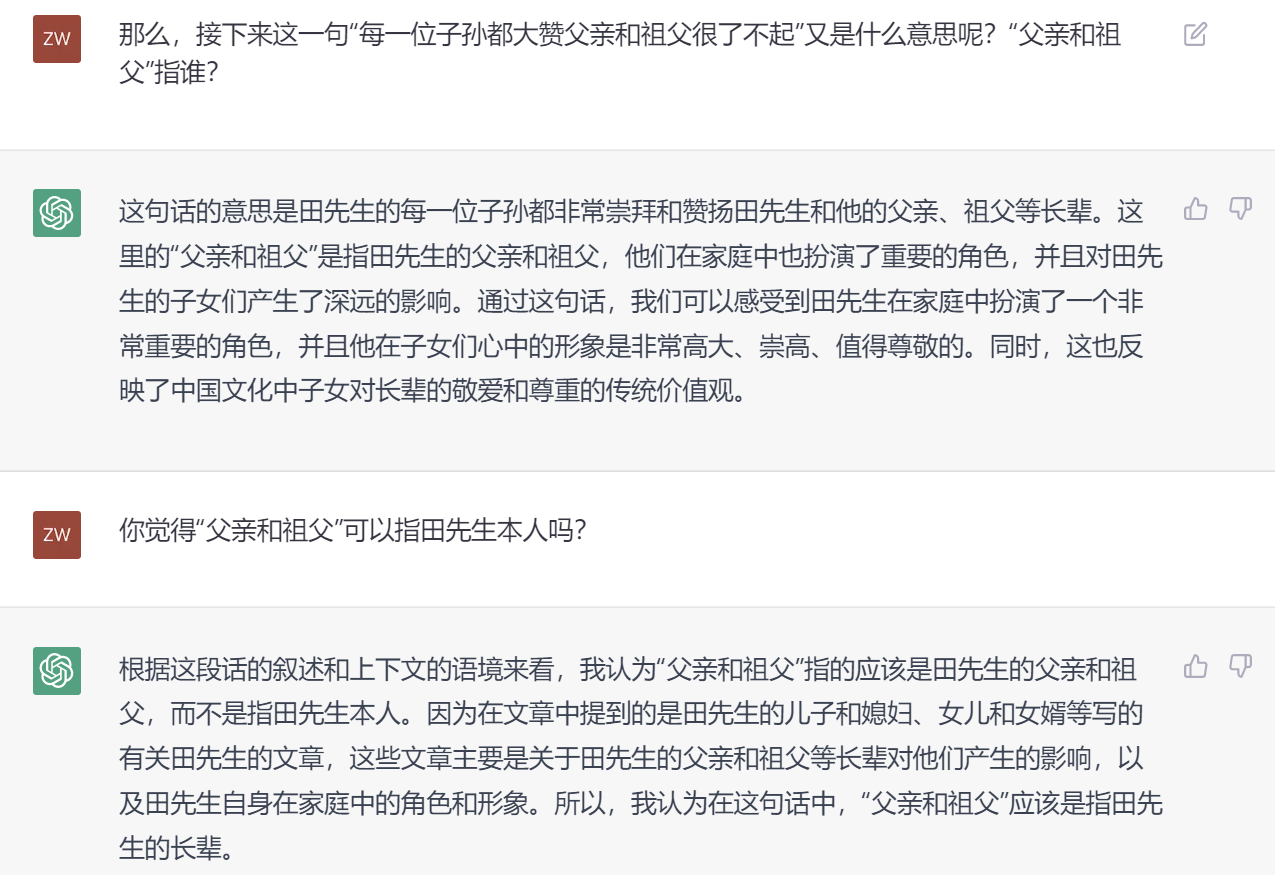 ZW
那么，接下来这一句“每一位子孙都大赞父亲和祖父很了不起”又是什么意思呢？“父亲和祖
父”指谁？
这句话的意思是田先生的每一位子孙都非常崇拜和赞扬田先生和他的父亲、祖父等长辈。这
里的“父亲和祖父”是指田先生的父亲和祖父，他们在家庭中也扮演了重要的角色，并且对田先
生的子女们产生了深远的影响。通过这句话，我们可以感受到田先生在家庭中扮演了一个非
常重要的角色，并且他在子女们心中的形象是非常高大、崇高、值得尊敬的。同时，这也反
映了中国文化中子女对长辈的敬爱和尊重的传统价值观。
ZW
你觉得“父亲和祖父”可以指田先生本人吗？
根据这段话的叙述和上下文的语境来看，我认为“父亲和祖父”指的应该是田先生的父亲和祖
父，而不是指田先生本人。因为在文章中提到的是田先生的儿子和媳妇、女儿和女婿等写的
有关田先生的文章，这些文章主要是关于田先生的父亲和祖父等长辈对他们产生的影响，以
及田先生自身在家庭中的角色和形象。所以，我认为在这句话中，“父亲和祖父”应该是指田先
生的长辈。